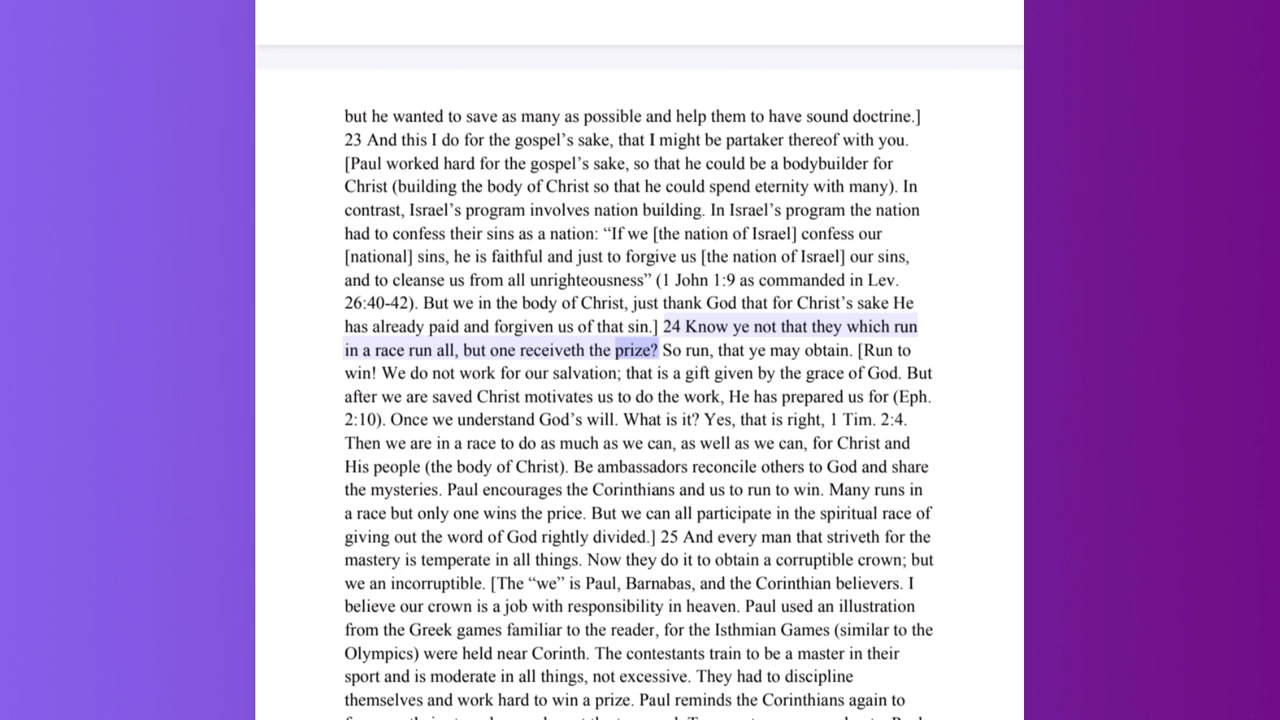 but he wanted to save as many as possible and help them to have sound doctrine.]
23 And this I do for the gospel’s sake, that I might be partaker thereof with you.
[Paul worked hard for the gospel’s sake, so that he could be a bodybuilder for
Christ (building the body of Christ so that he could spend eternity with many). In
contrast, Israel’s program involves nation building. In Israel’s program the nation
had to confess their sins as a nation: “If we [the nation of Israel] confess our
[national] sins, he is faithful and just to forgive us [the nation of Israel] our sins,
and to cleanse us from all unrighteousness” (1 John 1:9 as commanded in Lev.
26:40-42). But we in the body of Christ, just thank God that for Christ’s sake He
has already paid and forgiven us of that sin.] 24 Know ye not that they which run
in a race run all, but one receiveth the prize? So run, that ye may obtain. [Run to
win! We do not work for our salvation; that is a gift given by the grace of God. But
after we are saved Christ motivates us to do the work, He has prepared us for (Eph.
2:10). Once we understand God’s will. What is it? Yes, that is right, 1 Tim. 2:4.
Then we are in a race to do as much as we can, as well as we can, for Christ and
His people (the body of Christ). Be ambassadors reconcile others to God and share
the mysteries. Paul encourages the Corinthians and us to run to win. Many runs in
a race but only one wins the price. But we can all participate in the spiritual race of
giving out the word of God rightly divided.] 25 And every man that striveth for the
mastery is temperate in all things. Now they do it to obtain a corruptible crown; but
we an incorruptible. [The “we” is Paul, Barnabas, and the Corinthian believers. I
believe our crown is a job with responsibility in heaven. Paul used an illustration
from the Greek games familiar to the reader, for the Isthmian Games (similar to the
Olympics) were held near Corinth. The contestants train to be a master in their
sport and is moderate in all things, not excessive. They had to discipline
themselves and work hard to win a prize. Paul reminds the Corinthians again to